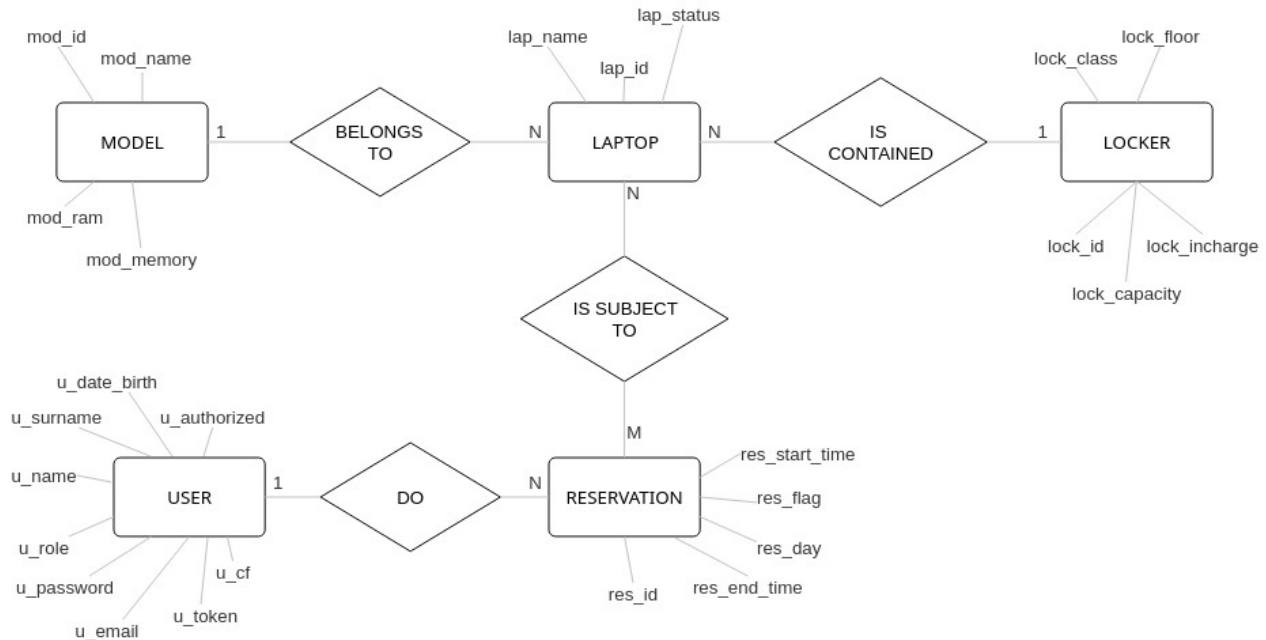 lap_status
mod_id
lap_name
lock_floor
mod_name
lock_class
lap_id
BELONGS
TO
IS
CONTAINED
MODEL
1
N
LAPTOP
N
1
LOCKER
N
mod_ram
mod_memory
lock_id
lock_incharge
lock_capacity
IS SUBJECT
TO
u_date_birth
u_surname
u_authorized
M
res_start_time
u_name
USER
1
DO
N
RESERVATION
res_flag
u_role
res_day
u_password
u_cf
res_id
res_end_time
u_token
u_email